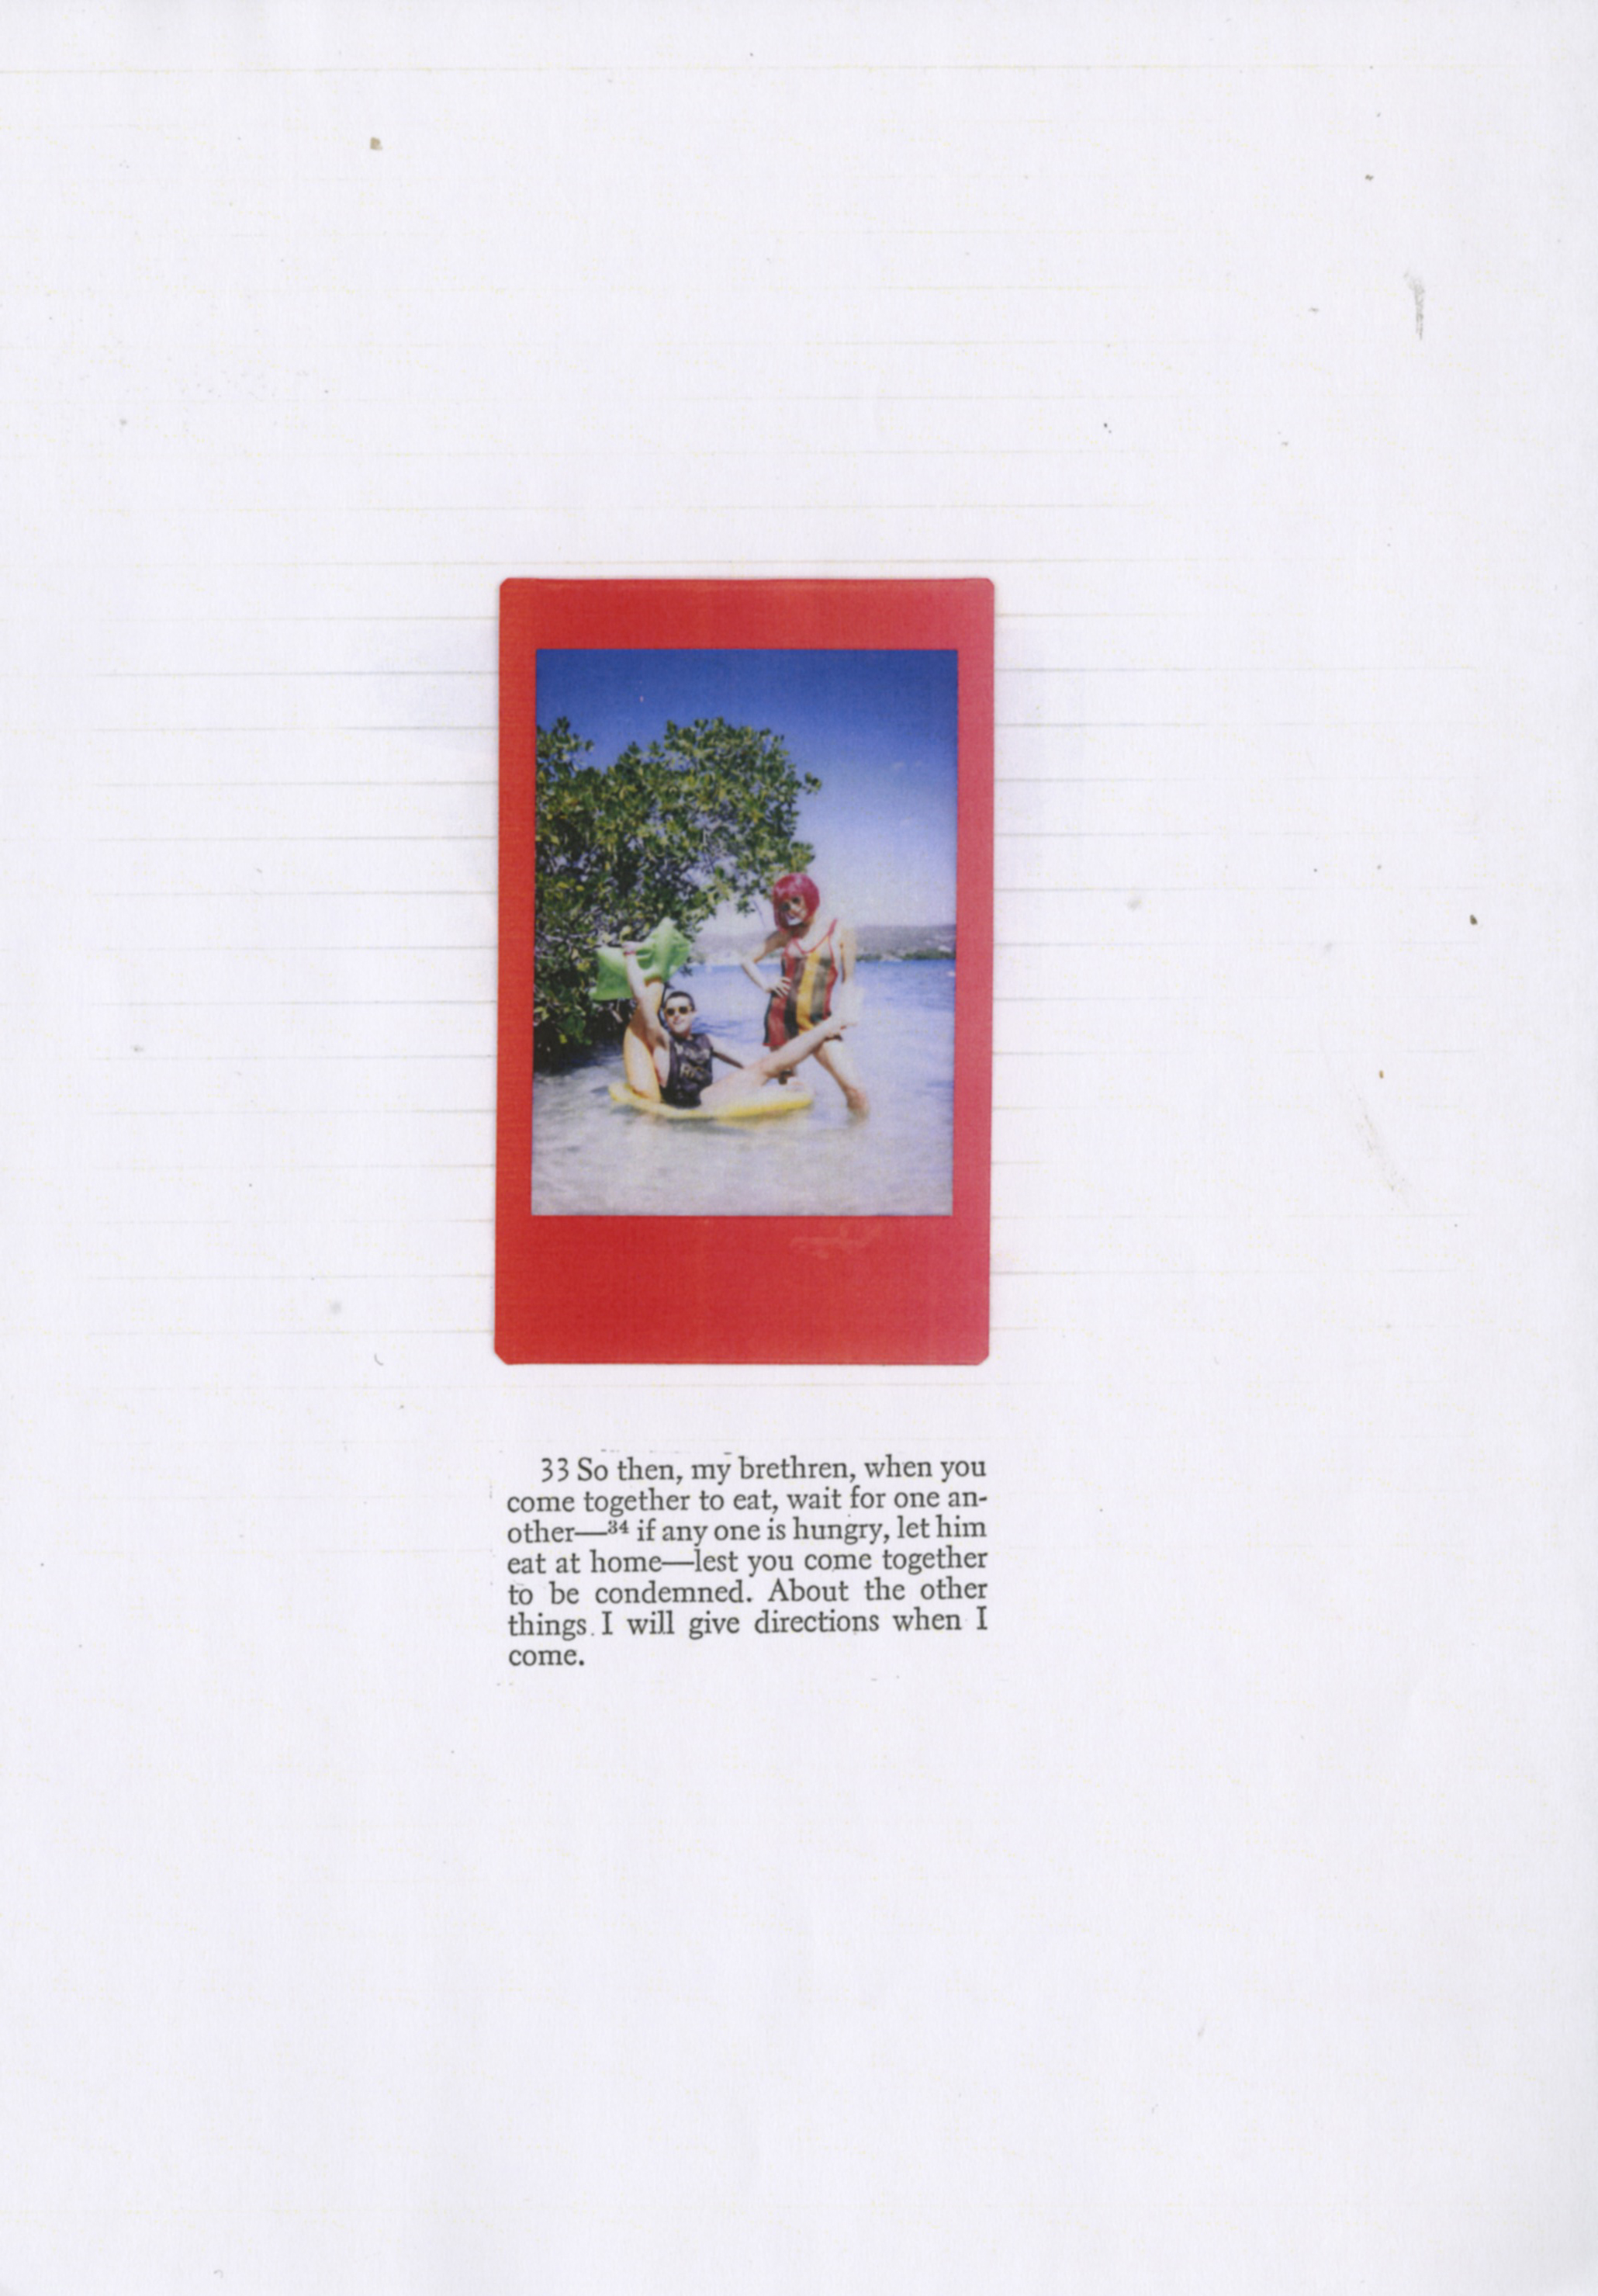 33 So then, my brethren, when you
come together to eat, wait for one an-
other—³⁴ if any one is hungry, let him
eat at home—lest you come together
to be condemned. About the other
things I will give directions when I
come.